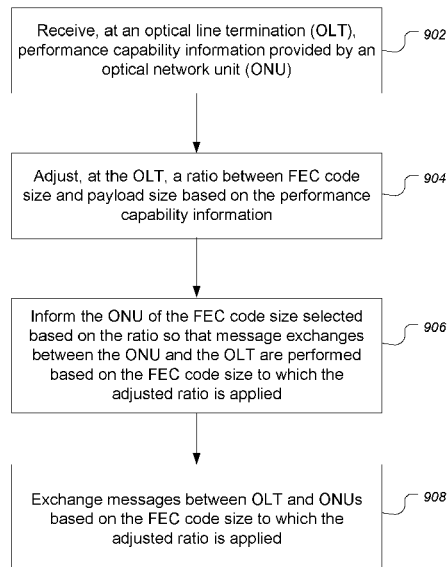 Receive, at an optical line termination (OLT),
performance capability information provided by an
optical network unit (ONU)
902
Adjust, at the OLT, a ratio between FEC code
size and payload size based on the performance
capability information
904
Inform the ONU of the FEC code size selected
based on the ratio so that message exchanges
between the ONU and the OLT are performed
based on the FEC code size to which the
adjusted ratio is applied
906
Exchange messages between OLT and ONUs
based on the FEC code size to which the
adjusted ratio is applied
908